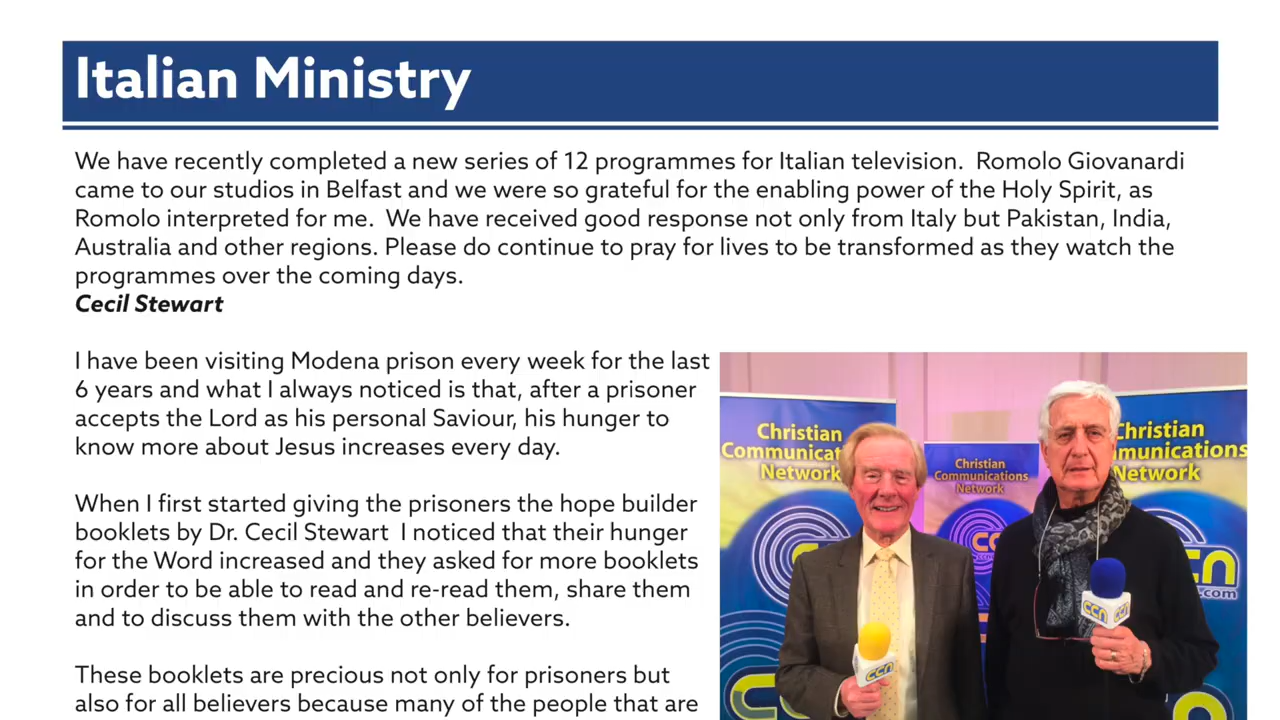 Italian Ministry
We have recently completed a new series of 12 programmes for Italian television.  Romolo Giovanardi
came to our studios in Belfast and we were so grateful for the enabling power of the Holy Spirit, as
Romolo interpreted for me.  We have received good response not only from Italy but Pakistan, India,
Australia and other regions. Please do continue to pray for lives to be transformed as they watch the
programmes over the coming days.
Cecil Stewart
I have been visiting Modena prison every week for the last
6 years and what I always noticed is that, after a prisoner
accepts the Lord as his personal Saviour, his hunger to
know more about Jesus increases every day.
When I first started giving the prisoners the hope builder
booklets by Dr. Cecil Stewart  I noticed that their hunger
for the Word increased and they asked for more booklets
in order to be able to read and re-read them, share them
and to discuss them with the other believers.
These booklets are precious not only for prisoners but
also for all believers because many of the people that are
Christian
Communicat
Network
Christian
Communications
Network
Christian
munications
Network
CCN
.com
CCN
CCN